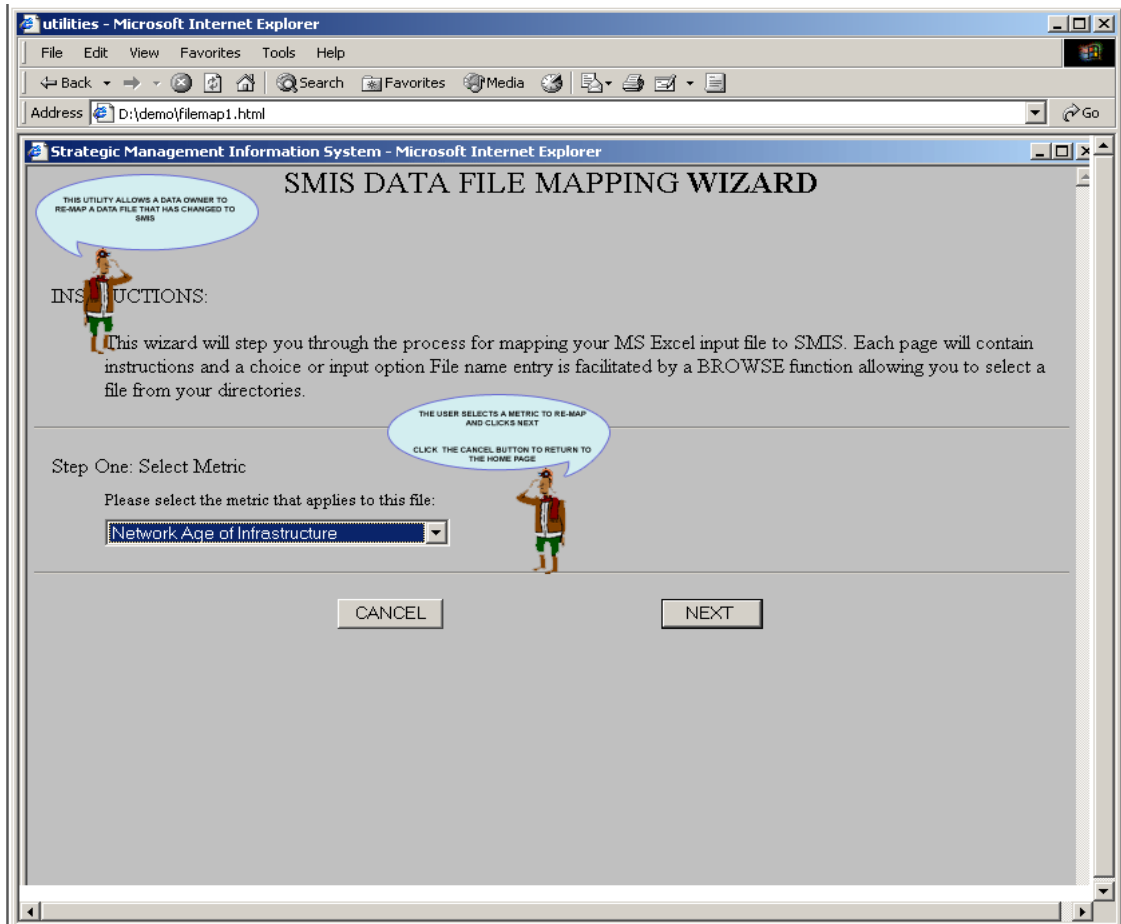 utilities - Microsoft Internet Explorer
File Edit View Favorites Tools Help
Back Search Favorites Media
Address D:\demo\filemap1.html Go
Strategic Management Information System - Microsoft Internet Explorer
SMIS DATA FILE MAPPING WIZARD
THIS UTILITY ALLOWS A DATA OWNER TO
RE-MAP A DATA FILE THAT HAS CHANGED TO
SMIS
INS UCTIONS:
This wizard will step you through the process for mapping your MS Excel input file to SMIS. Each page will contain
instructions and a choice or input option File name entry is facilitated by a BROWSE function allowing you to select a
file from your directories.
THE USER SELECTS A METRIC TO RE-MAP
AND CLICKS NEXT
CLICK THE CANCEL BUTTON TO RETURN TO
THE HOME PAGE
Step One: Select Metric
Please select the metric that applies to this file:
Network Age of Infrastructure
CANCEL NEXT